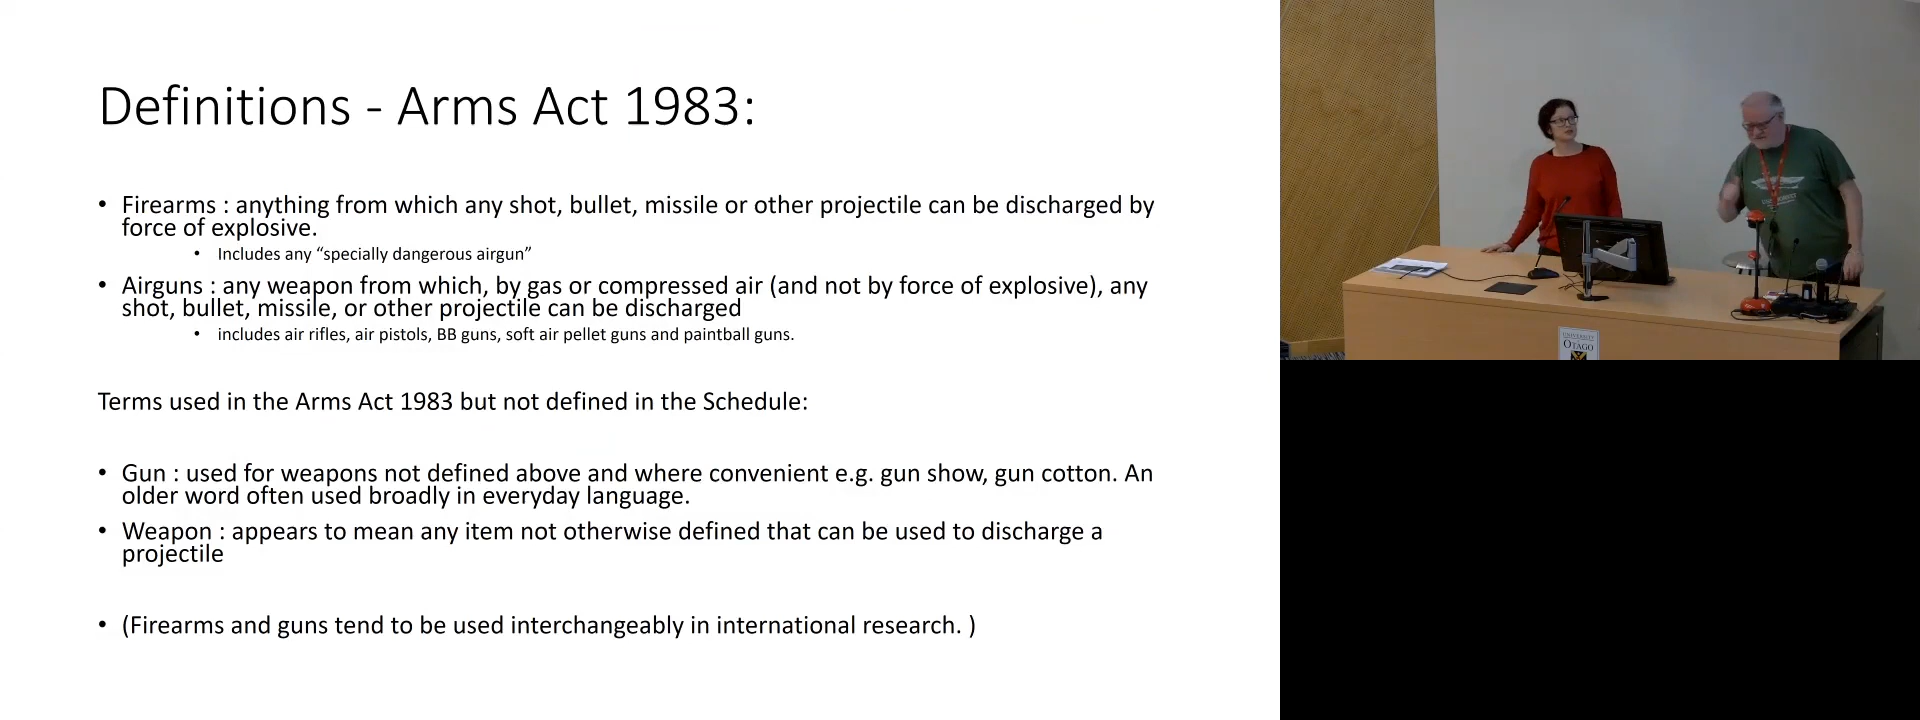 Definitions - Arms Act 1983:
• Firearms : anything from which any shot, bullet, missile or other projectile can be discharged by
force of explosive.
• Includes any “specially dangerous airgun”
• Airguns : any weapon from which, by gas or compressed air (and not by force of explosive), any
shot, bullet, missile, or other projectile can be discharged
• includes air rifles, air pistols, BB guns, soft air pellet guns and paintball guns.
Terms used in the Arms Act 1983 but not defined in the Schedule:
• Gun : used for weapons not defined above and where convenient e.g. gun show, gun cotton. An
older word often used broadly in everyday language.
• Weapon : appears to mean any item not otherwise defined that can be used to discharge a
projectile
• (Firearms and guns tend to be used interchangeably in international research. )
UNIVERSITY
OTAGO